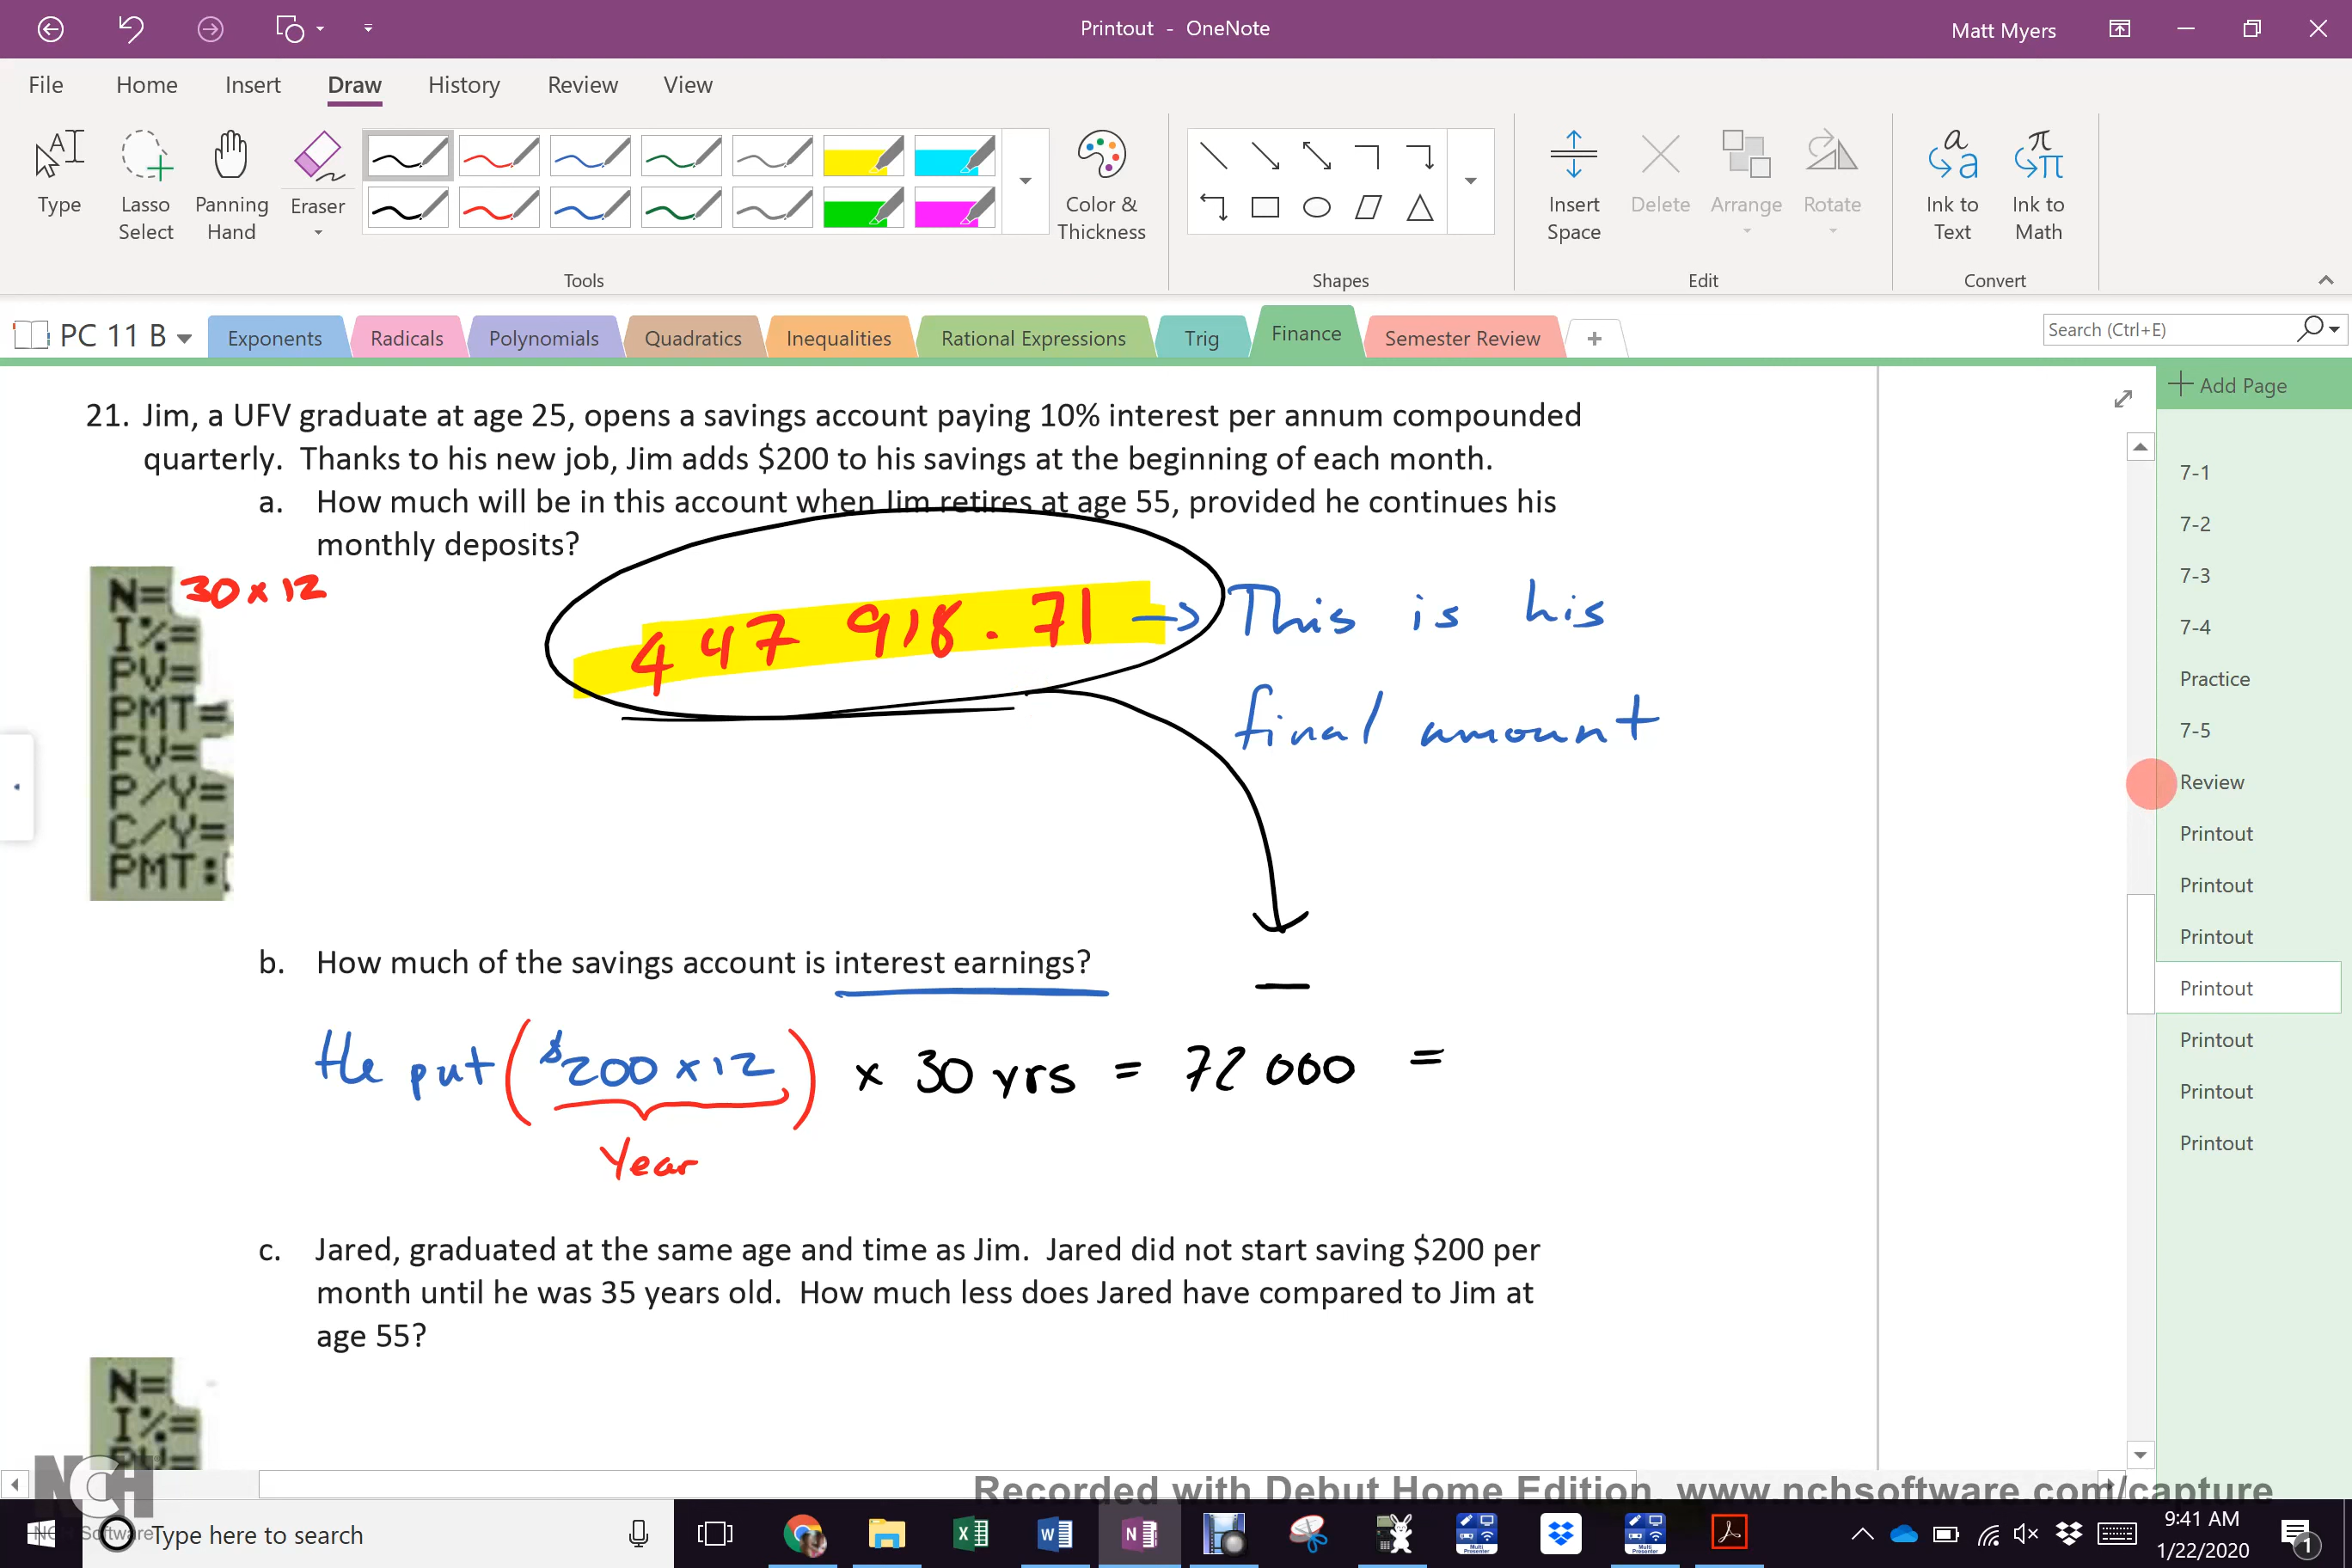 Printout - OneNote
Matt Myers
File Home Insert Draw History Review View
Type
Lasso Select
Panning Hand
Eraser
Color & Thickness
Insert Space
Delete
Arrange
Rotate
Ink to Text
Ink to Math
Tools
Shapes
Edit
Convert
PC 11 B
Exponents Radicals Polynomials Quadratics Inequalities Rational Expressions Trig Finance Semester Review +
Search (Ctrl+E)
Add Page
7-1
7-2
7-3
7-4
Practice
7-5
Review
Printout
Printout
Printout
Printout
Printout
Printout
Printout
21. Jim, a UFV graduate at age 25, opens a savings account paying 10% interest per annum compounded
quarterly. Thanks to his new job, Jim adds $200 to his savings at the beginning of each month.
a. How much will be in this account when Jim retires at age 55, provided he continues his
monthly deposits?
N= 30 x 12
I%=
PV=
PMT=
FV=
P/Y=
C/Y=
PMT:
447 918.71 → This is his
final amount
b. How much of the savings account is interest earnings?
—
He put ($200 x 12) x 30 yrs = 72 000 =
Year
c. Jared, graduated at the same age and time as Jim. Jared did not start saving $200 per
month until he was 35 years old. How much less does Jared have compared to Jim at
age 55?
N=
I%=
NCH
NCH Software
Recorded with Debut Home Edition www.nchsoftware.com/capture
Type here to search
9:41 AM
1/22/2020
1